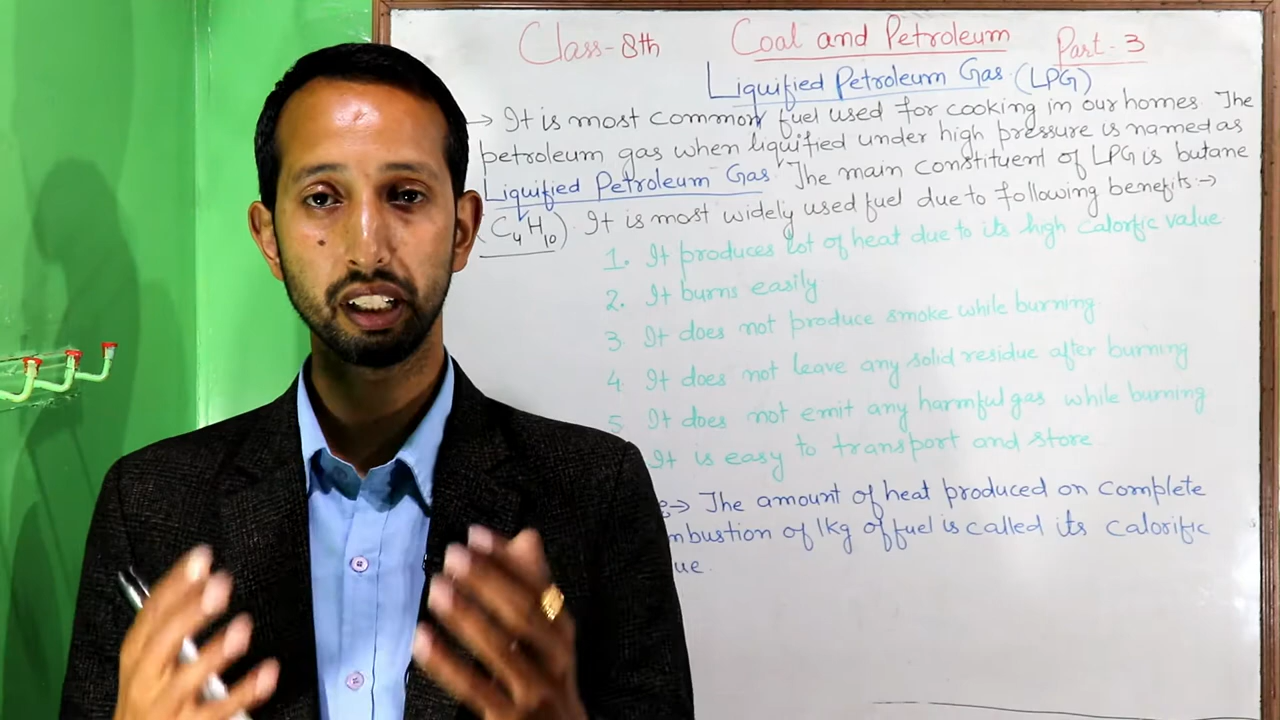 Class-8th Coal and Petroleum Part-3
Liquified Petroleum Gas (LPG)
→ It is most common fuel used for cooking in our homes. The
petroleum gas when liquified under high pressure is named as
Liquified Petroleum Gas. The main constituent of LPG is butane
(C4H10). It is most widely used fuel due to following benefits:→
1. It produces lot of heat due to its high calorfic value
2. It burns easily
3. It does not produce smoke while burning
4. It does not leave any solid residue after burning
5. It does not emit any harmful gas while burning
It is easy to transport and store
→ The amount of heat produced on complete
mbustion of 1kg of fuel is called its calorific
ue.